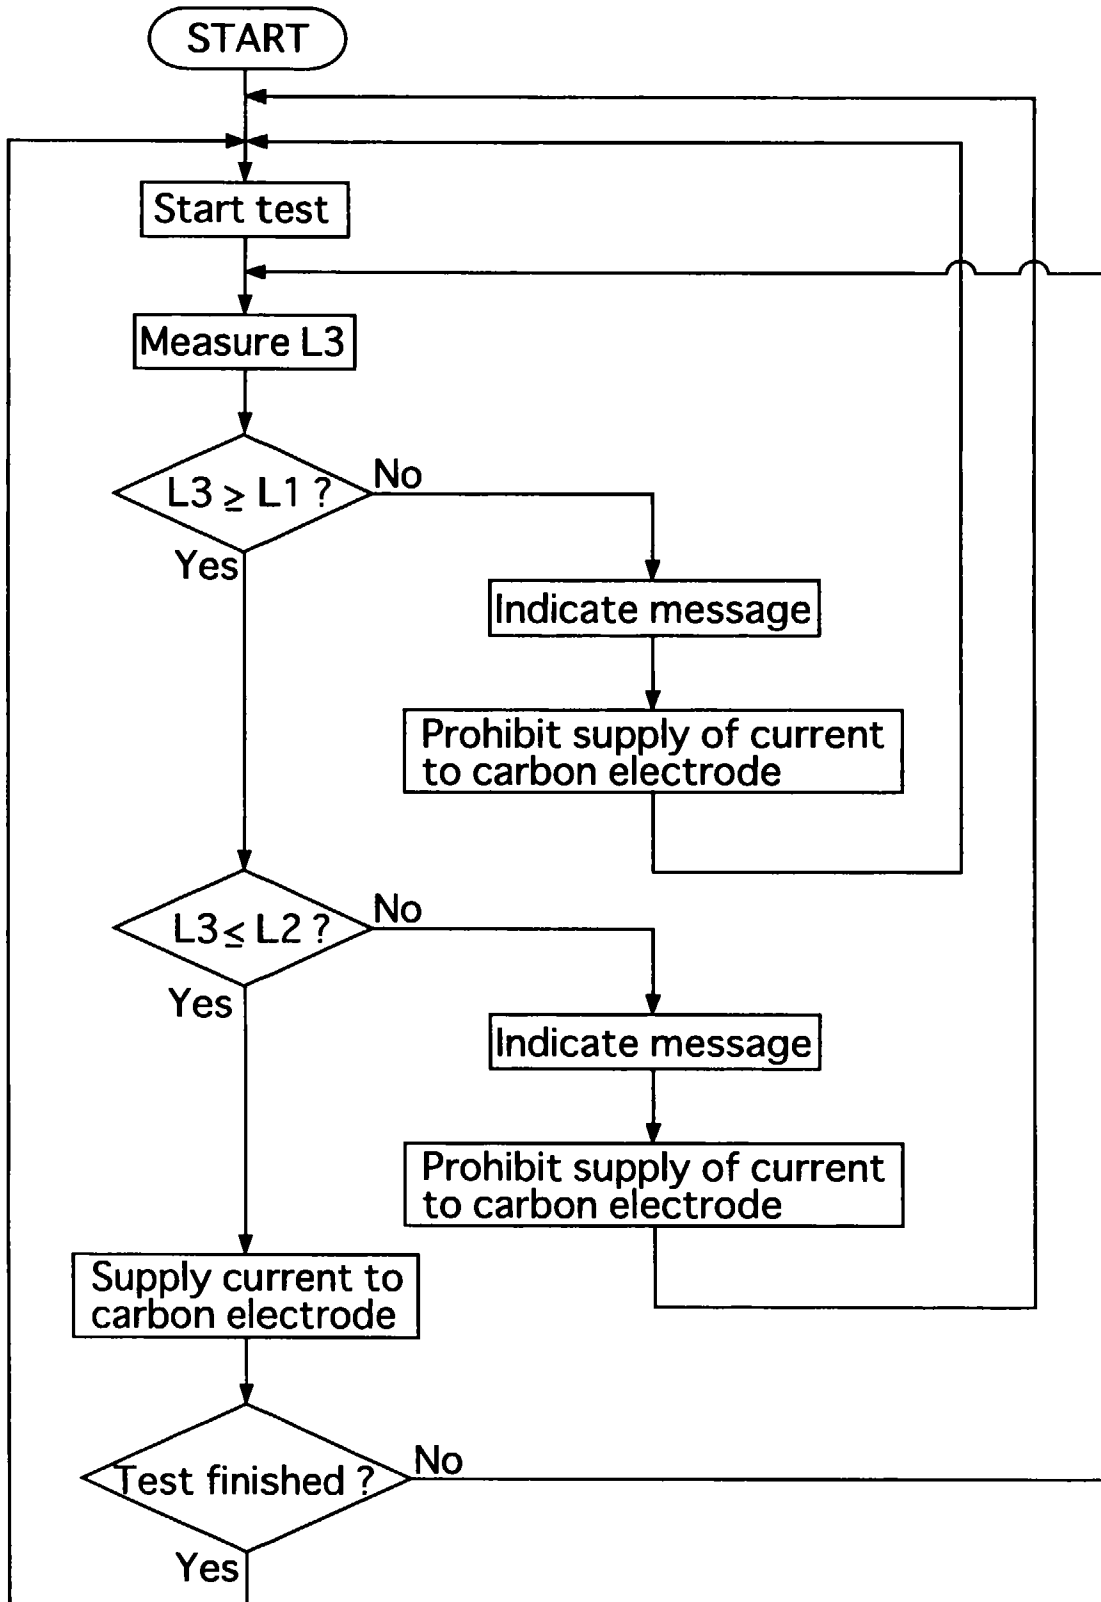 START
Start test
Measure L3
L3 ≥ L1 ?
No
Yes
Indicate message
Prohibit supply of current
to carbon electrode
L3 ≤ L2 ?
No
Yes
Indicate message
Prohibit supply of current
to carbon electrode
Supply current to
carbon electrode
Test finished ?
No
Yes